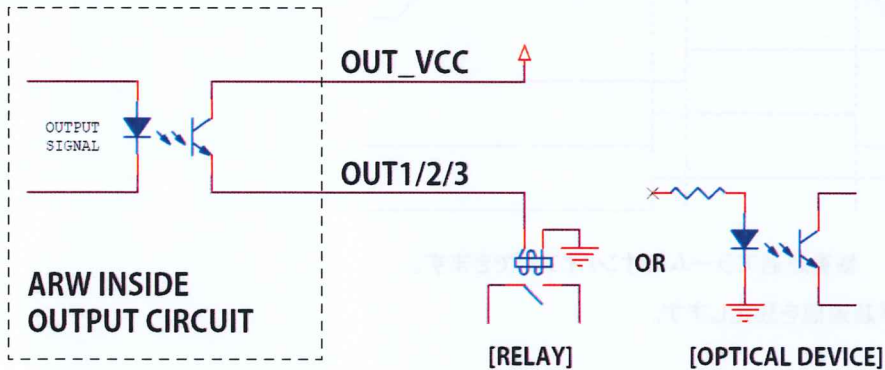 OUT_VCC
OUTPUT
SIGNAL
OUT1/2/3
OR
ARW INSIDE
OUTPUT CIRCUIT
[RELAY]
[OPTICAL DEVICE]